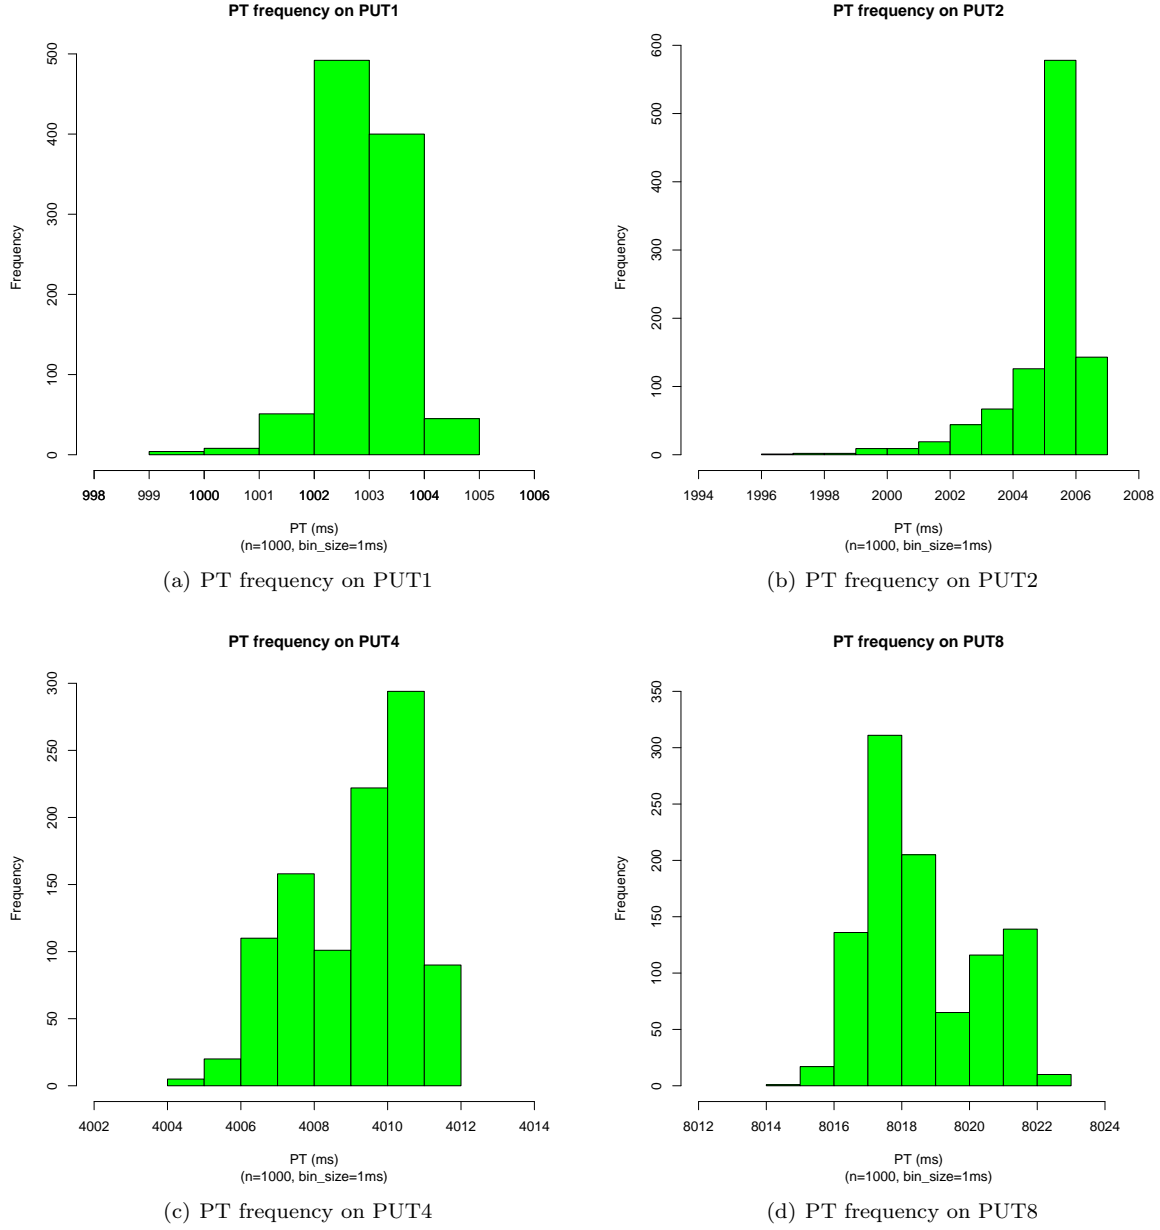 PT frequency on PUT1
Frequency
0 100 200 300 400 500
998 999 1000 1001 1002 1003 1004 1005 1006
PT (ms)
(n=1000, bin_size=1ms)
(a) PT frequency on PUT1
PT frequency on PUT2
Frequency
0 100 200 300 400 500 600
1994 1996 1998 2000 2002 2004 2006 2008
PT (ms)
(n=1000, bin_size=1ms)
(b) PT frequency on PUT2
PT frequency on PUT4
Frequency
0 50 100 150 200 250 300
4002 4004 4006 4008 4010 4012 4014
PT (ms)
(n=1000, bin_size=1ms)
(c) PT frequency on PUT4
PT frequency on PUT8
Frequency
0 50 100 150 200 250 300 350
8012 8014 8016 8018 8020 8022 8024
PT (ms)
(n=1000, bin_size=1ms)
(d) PT frequency on PUT8